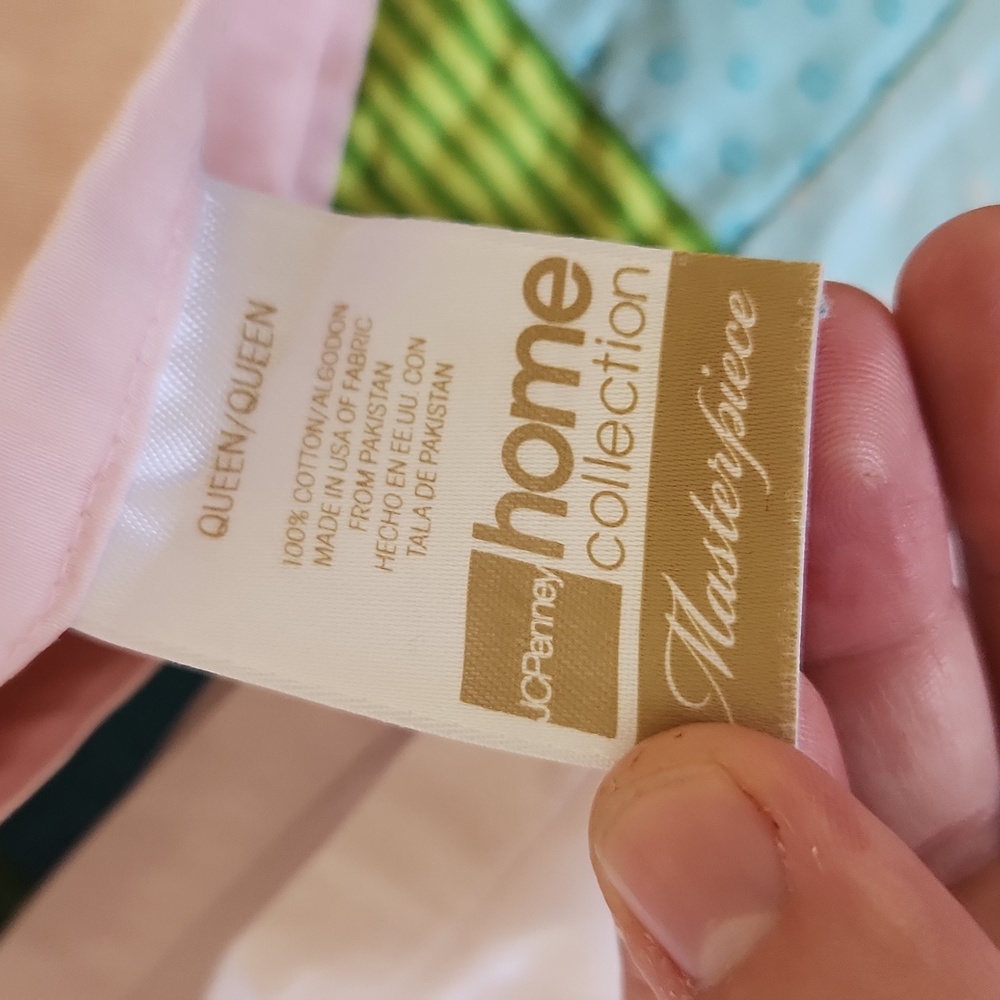 QUEEN/QUEEN
100% COTTON/ALGODON
MADE IN USA OF FABRIC
FROM PAKISTAN
HECHO EN EE.UU. CON
TALA DE PAKISTAN
JCPenney home
collection
Masterpiece